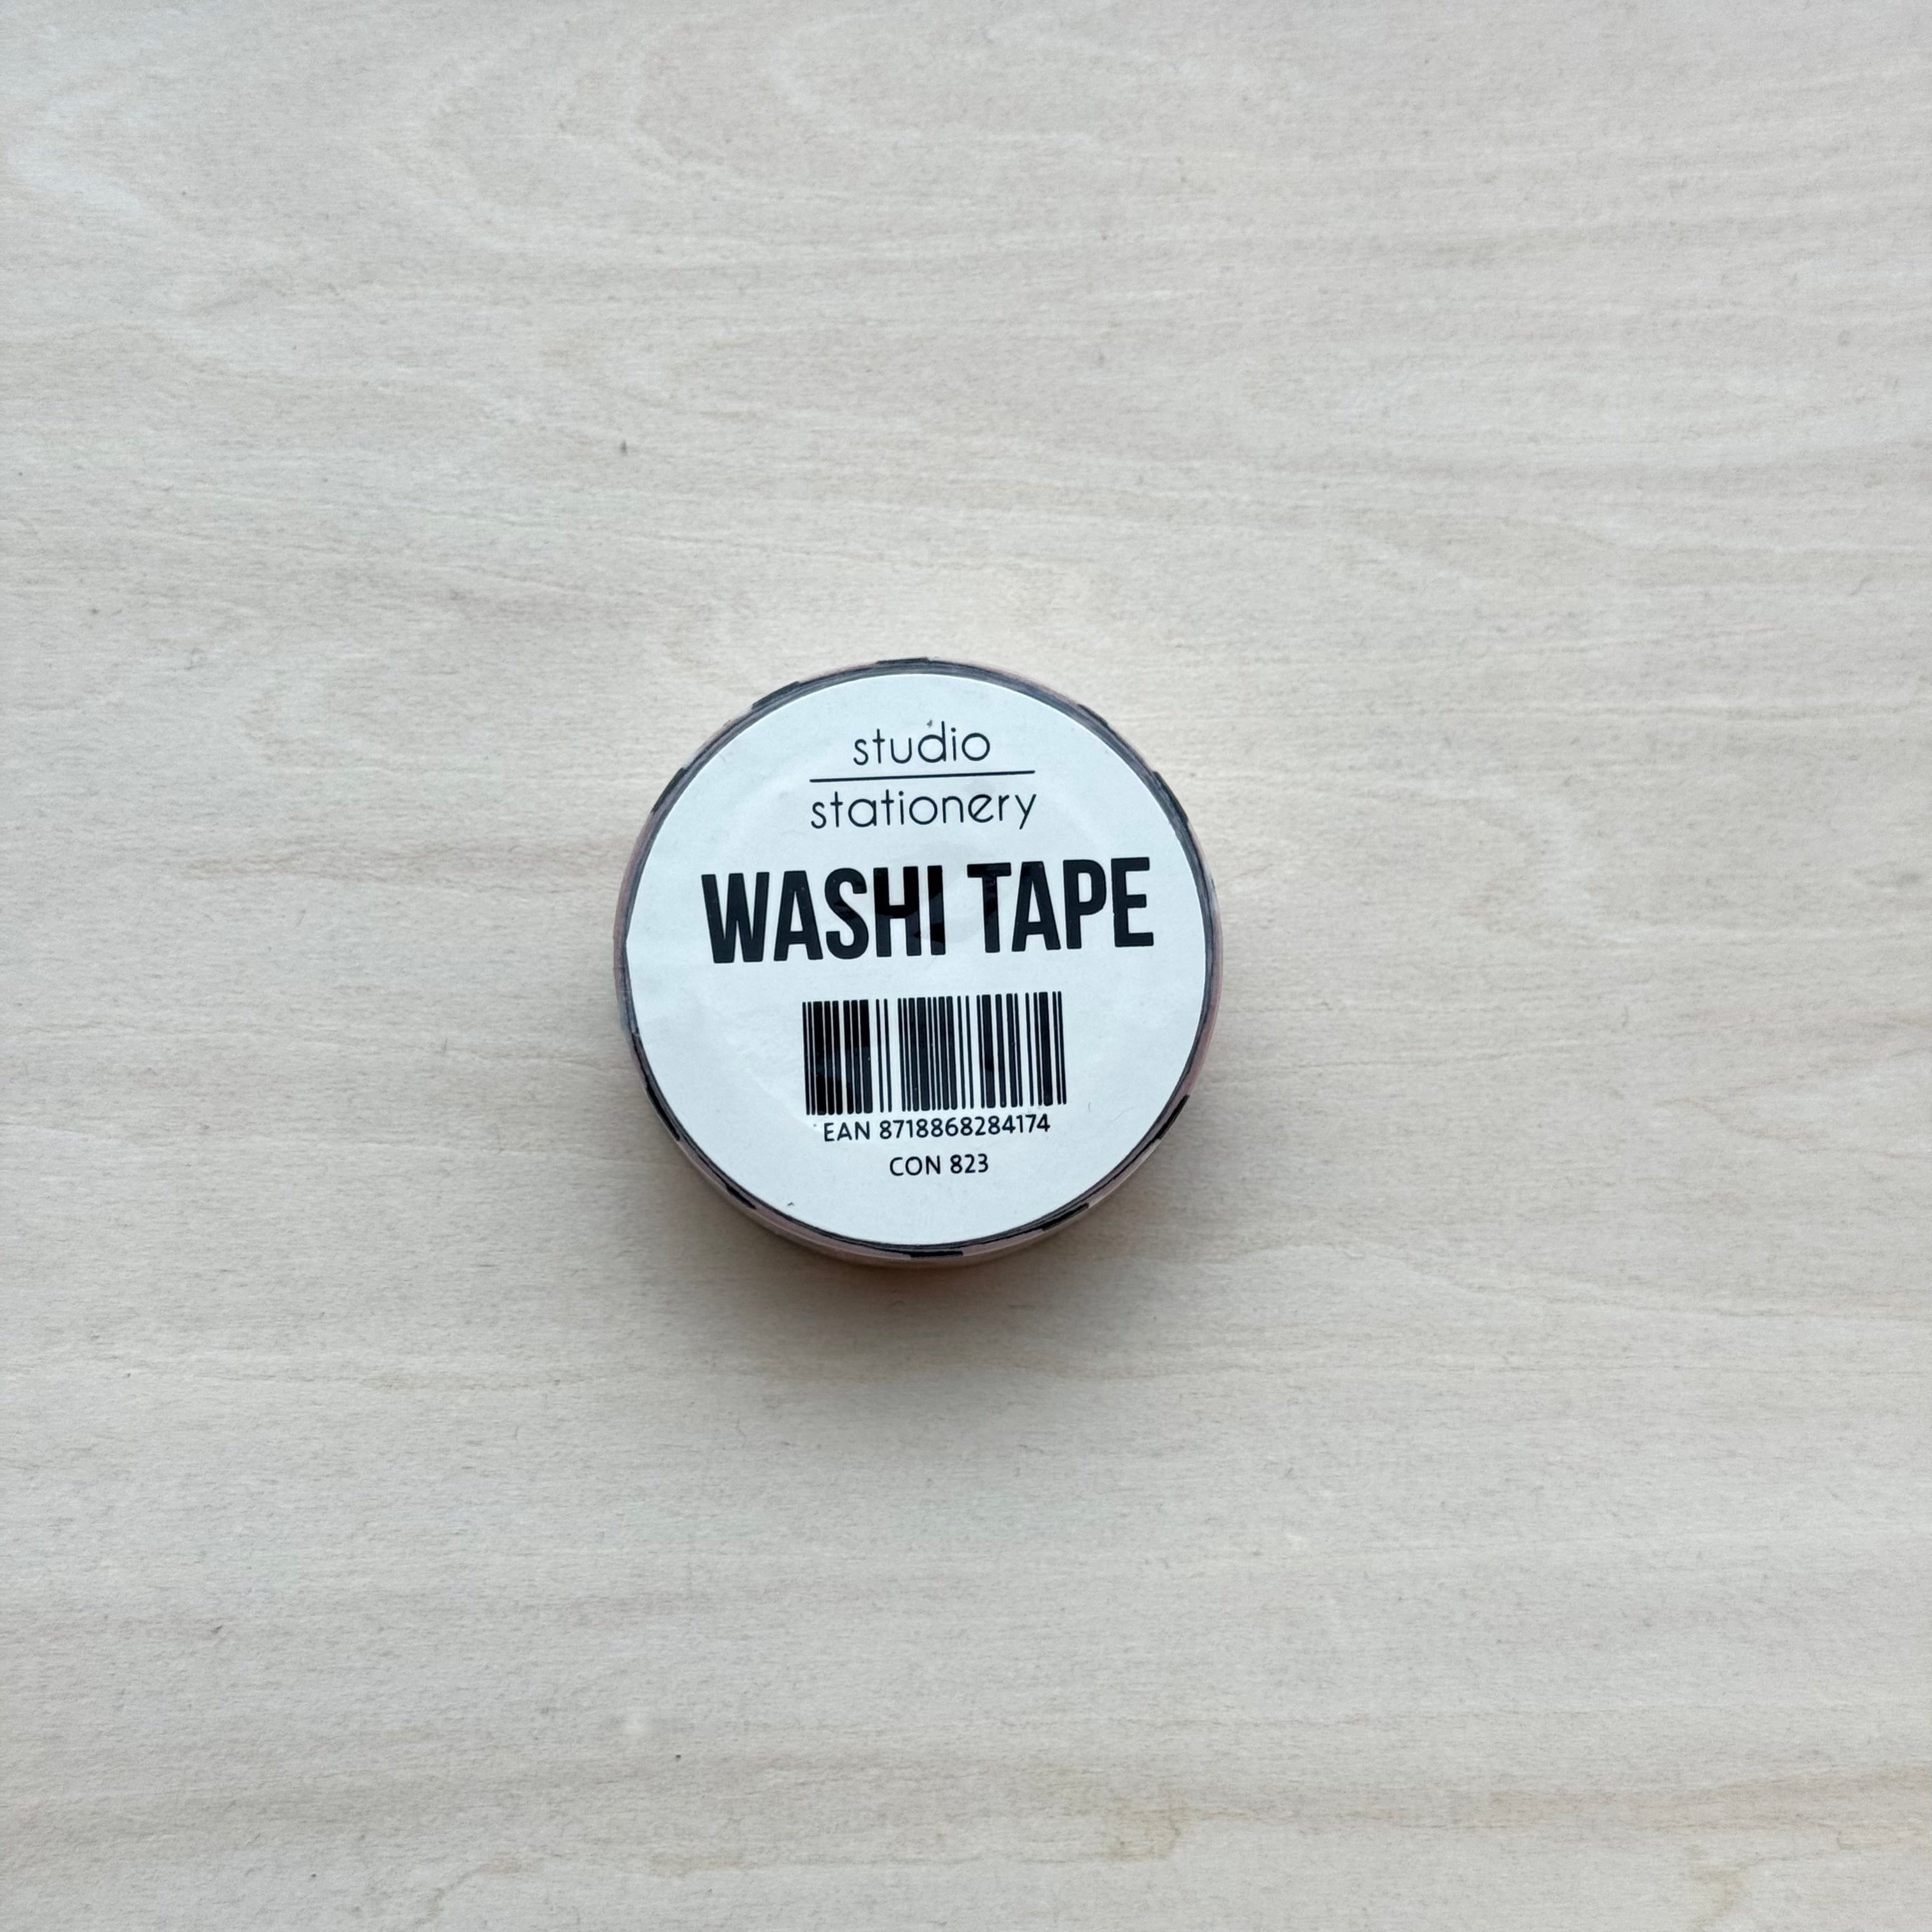 studio
stationery
WASHI TAPE
EAN 8718868284174
CON 823